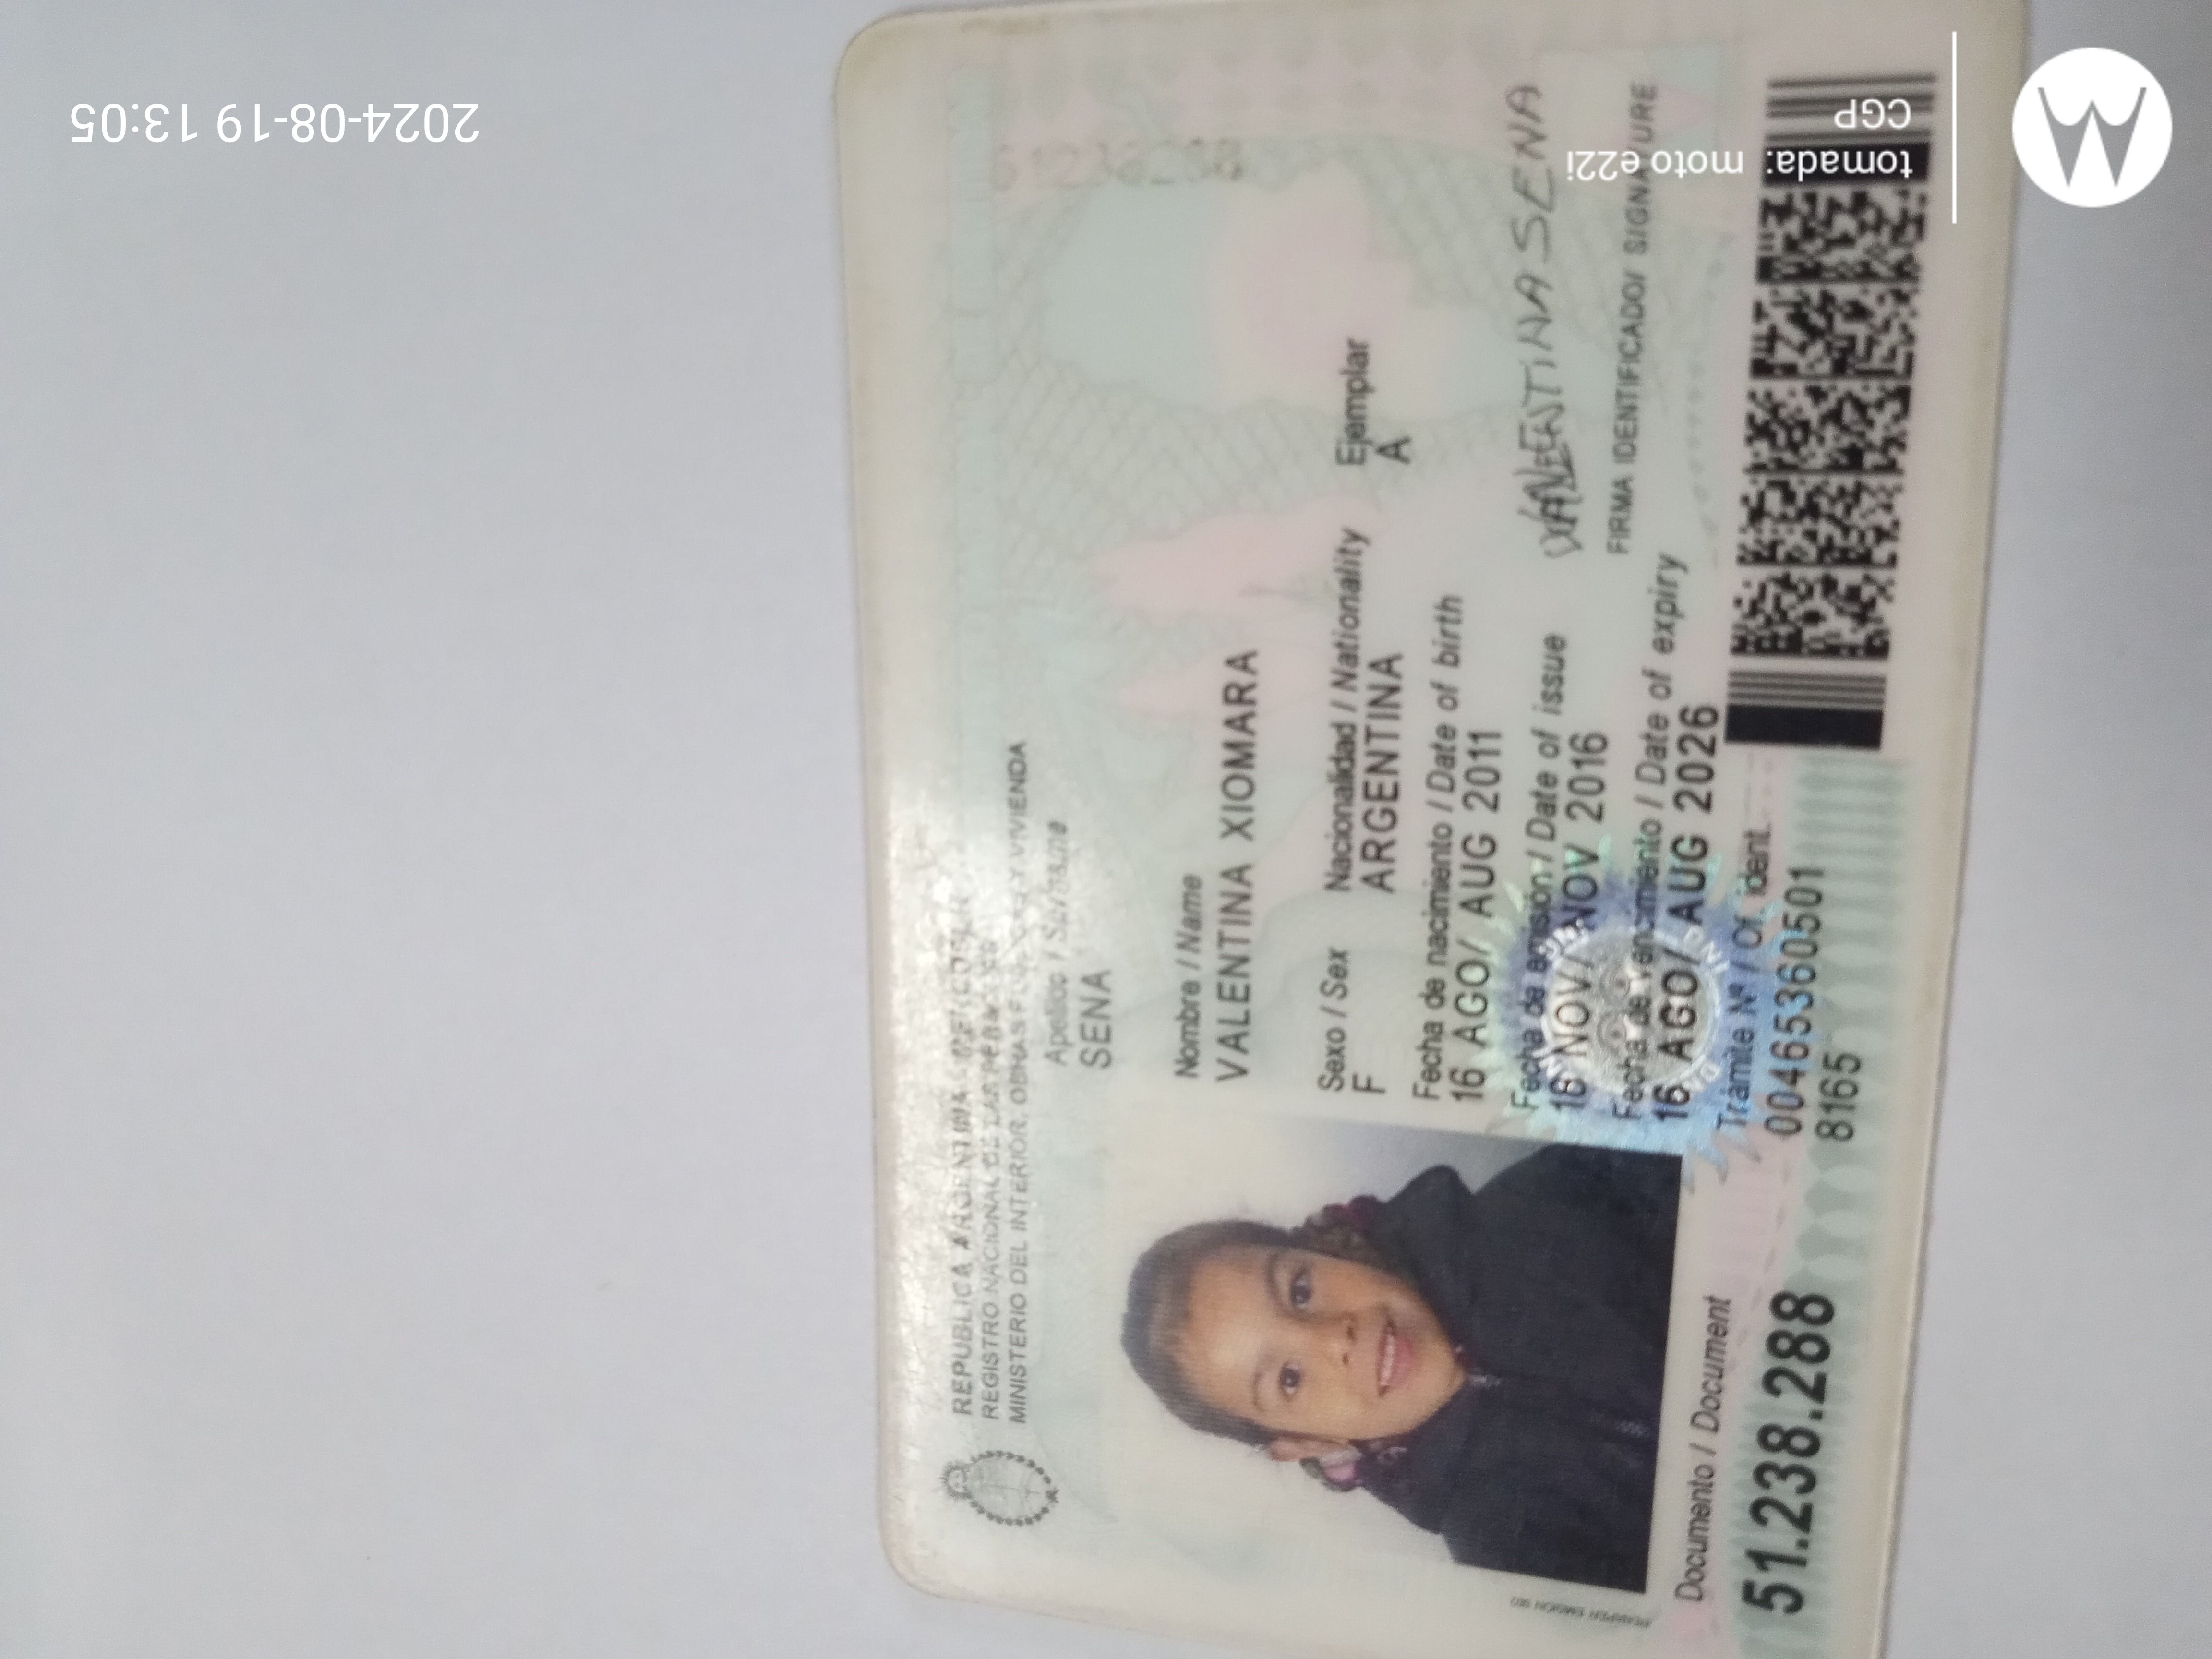 REPUBLICA ARGENTINA - MERCOSUR
REGISTRO NACIONAL DE LAS PERSONAS
MINISTERIO DEL INTERIOR, OBRAS PUBLICAS Y VIVIENDA
Apellido / Surname
SENA
Nombre / Name
VALENTINA XIOMARA
Sexo / Sex Nacionalidad / Nationality Ejemplar
F ARGENTINA A
Fecha de nacimiento / Date of birth
16 AGO/ AUG 2011
Fecha de emisión / Date of issue
16 NOV/ NOV 2016
Fecha de vencimiento / Date of expiry
16 AGO/ AUG 2026
VALENTINA SENA
FIRMA IDENTIFICADO/ SIGNATURE
RENAPER EMISIÓN
Documento / Document
51.238.288
Trámite Nº / Of. ident.
00465360501
8165
tomada: moto e22i
CGP
2024-08-19 13:05